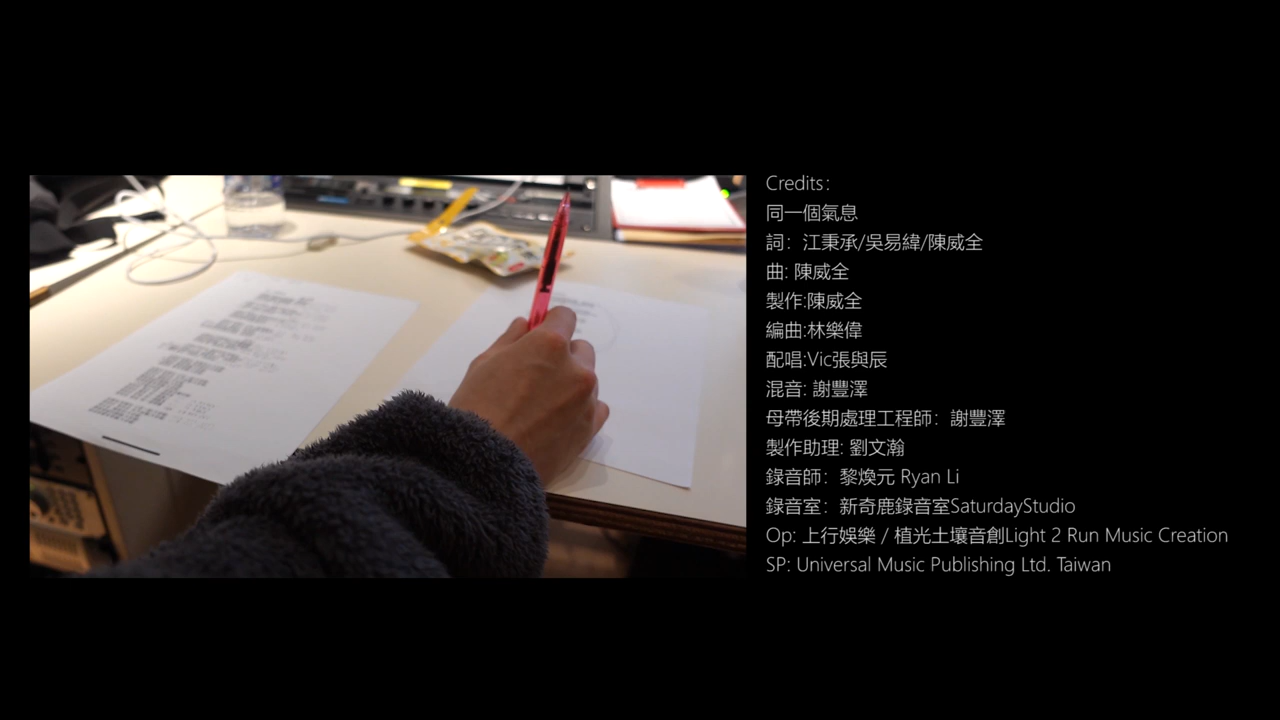 Credits:
同一個氣息
詞: 江秉承/吳易緯/陳威全
曲: 陳威全
製作:陳威全
編曲:林樂偉
配唱:Vic張與辰
混音: 謝豐澤
母帶後期處理工程師: 謝豐澤
製作助理: 劉文瀚
錄音師: 黎煥元 Ryan Li
錄音室: 新奇鹿錄音室SaturdayStudio
Op: 上行娛樂 / 植光土壤音創Light 2 Run Music Creation
SP: Universal Music Publishing Ltd. Taiwan